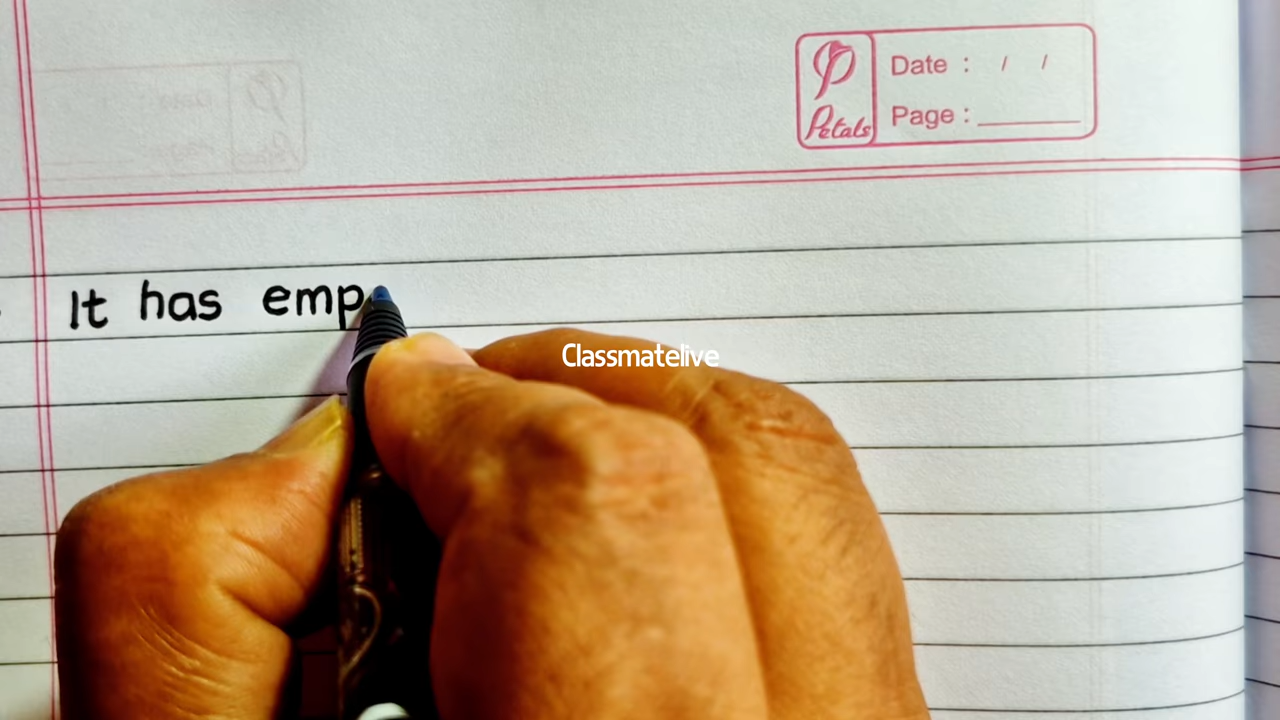 Date : / /
Petals
Page :
It has emp
Classmatelive